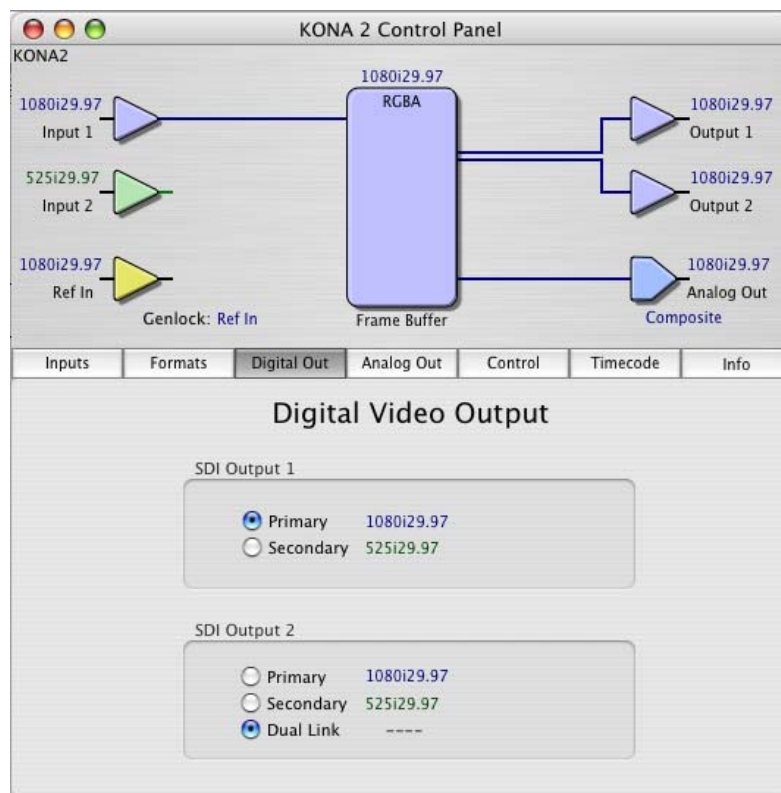 KONA 2 Control Panel
KONA2
1080i29.97
RGBA
1080i29.97
Input 1
1080i29.97
Output 1
525i29.97
Input 2
1080i29.97
Output 2
1080i29.97
Ref In
1080i29.97
Analog Out
Genlock: Ref In
Frame Buffer
Composite
Inputs Formats Digital Out Analog Out Control Timecode Info
Digital Video Output
SDI Output 1
Primary 1080i29.97
Secondary 525i29.97
SDI Output 2
Primary 1080i29.97
Secondary 525i29.97
Dual Link ----